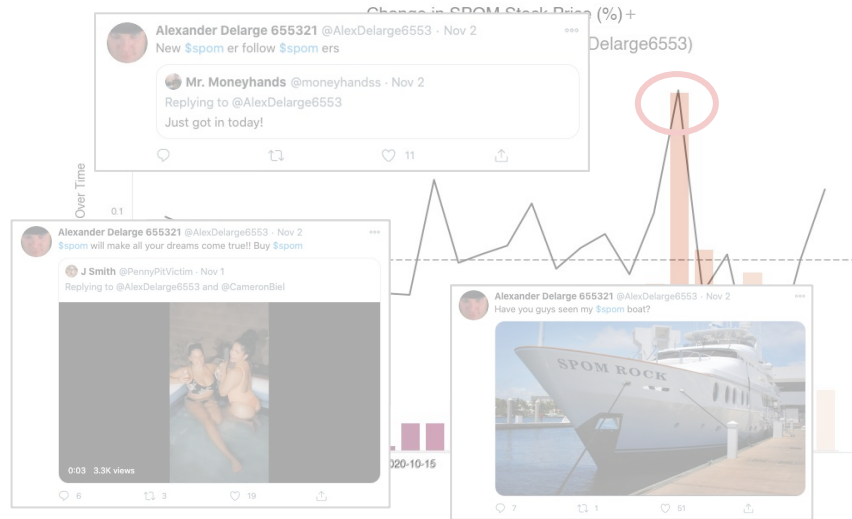 Change in SPOM Stock Price (%)+
Delarge6553)
Alexander Delarge 655321 @AlexDelarge6553 · Nov 2
New $spom er follow $spom ers
Mr. Moneyhands @moneyhandss · Nov 2
Replying to @AlexDelarge6553
Just got in today!
11
Over Time
0.1
Alexander Delarge 655321 @AlexDelarge6553 · Nov 2
$spom will make all your dreams come true!! Buy $spom
J Smith @PennyPitVictim · Nov 1
Replying to @AlexDelarge6553 and @CameronBiel
0:03 3.3K views
6 3 19
020-10-15
Alexander Delarge 655321 @AlexDelarge6553 · Nov 2
Have you guys seen my $spom boat?
SPOM ROCK
7 1 51